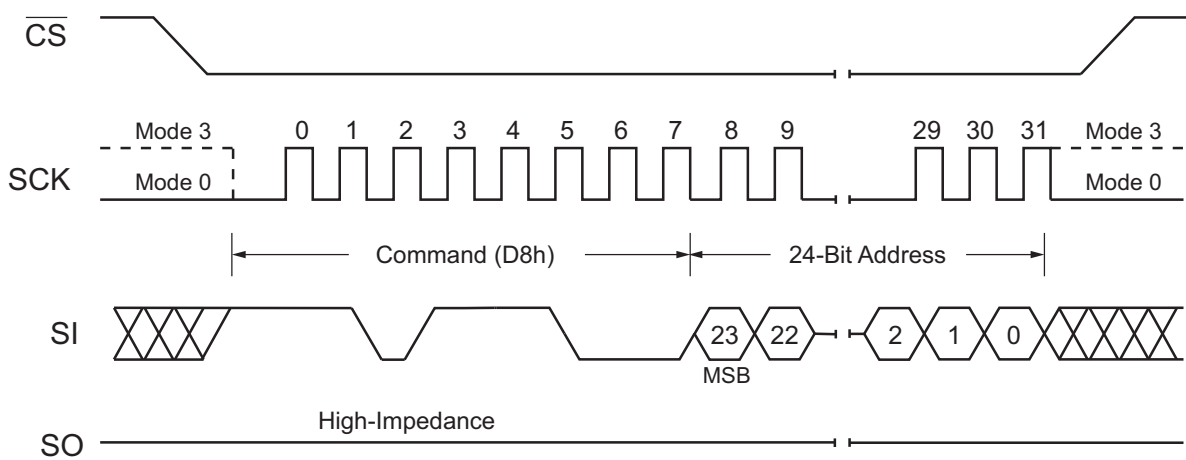 CS
Mode 3 0 1 2 3 4 5 6 7 8 9 29 30 31 Mode 3
SCK
Mode 0 Mode 0
Command (D8h) 24-Bit Address
SI 23 22 2 1 0
MSB
High-Impedance
SO